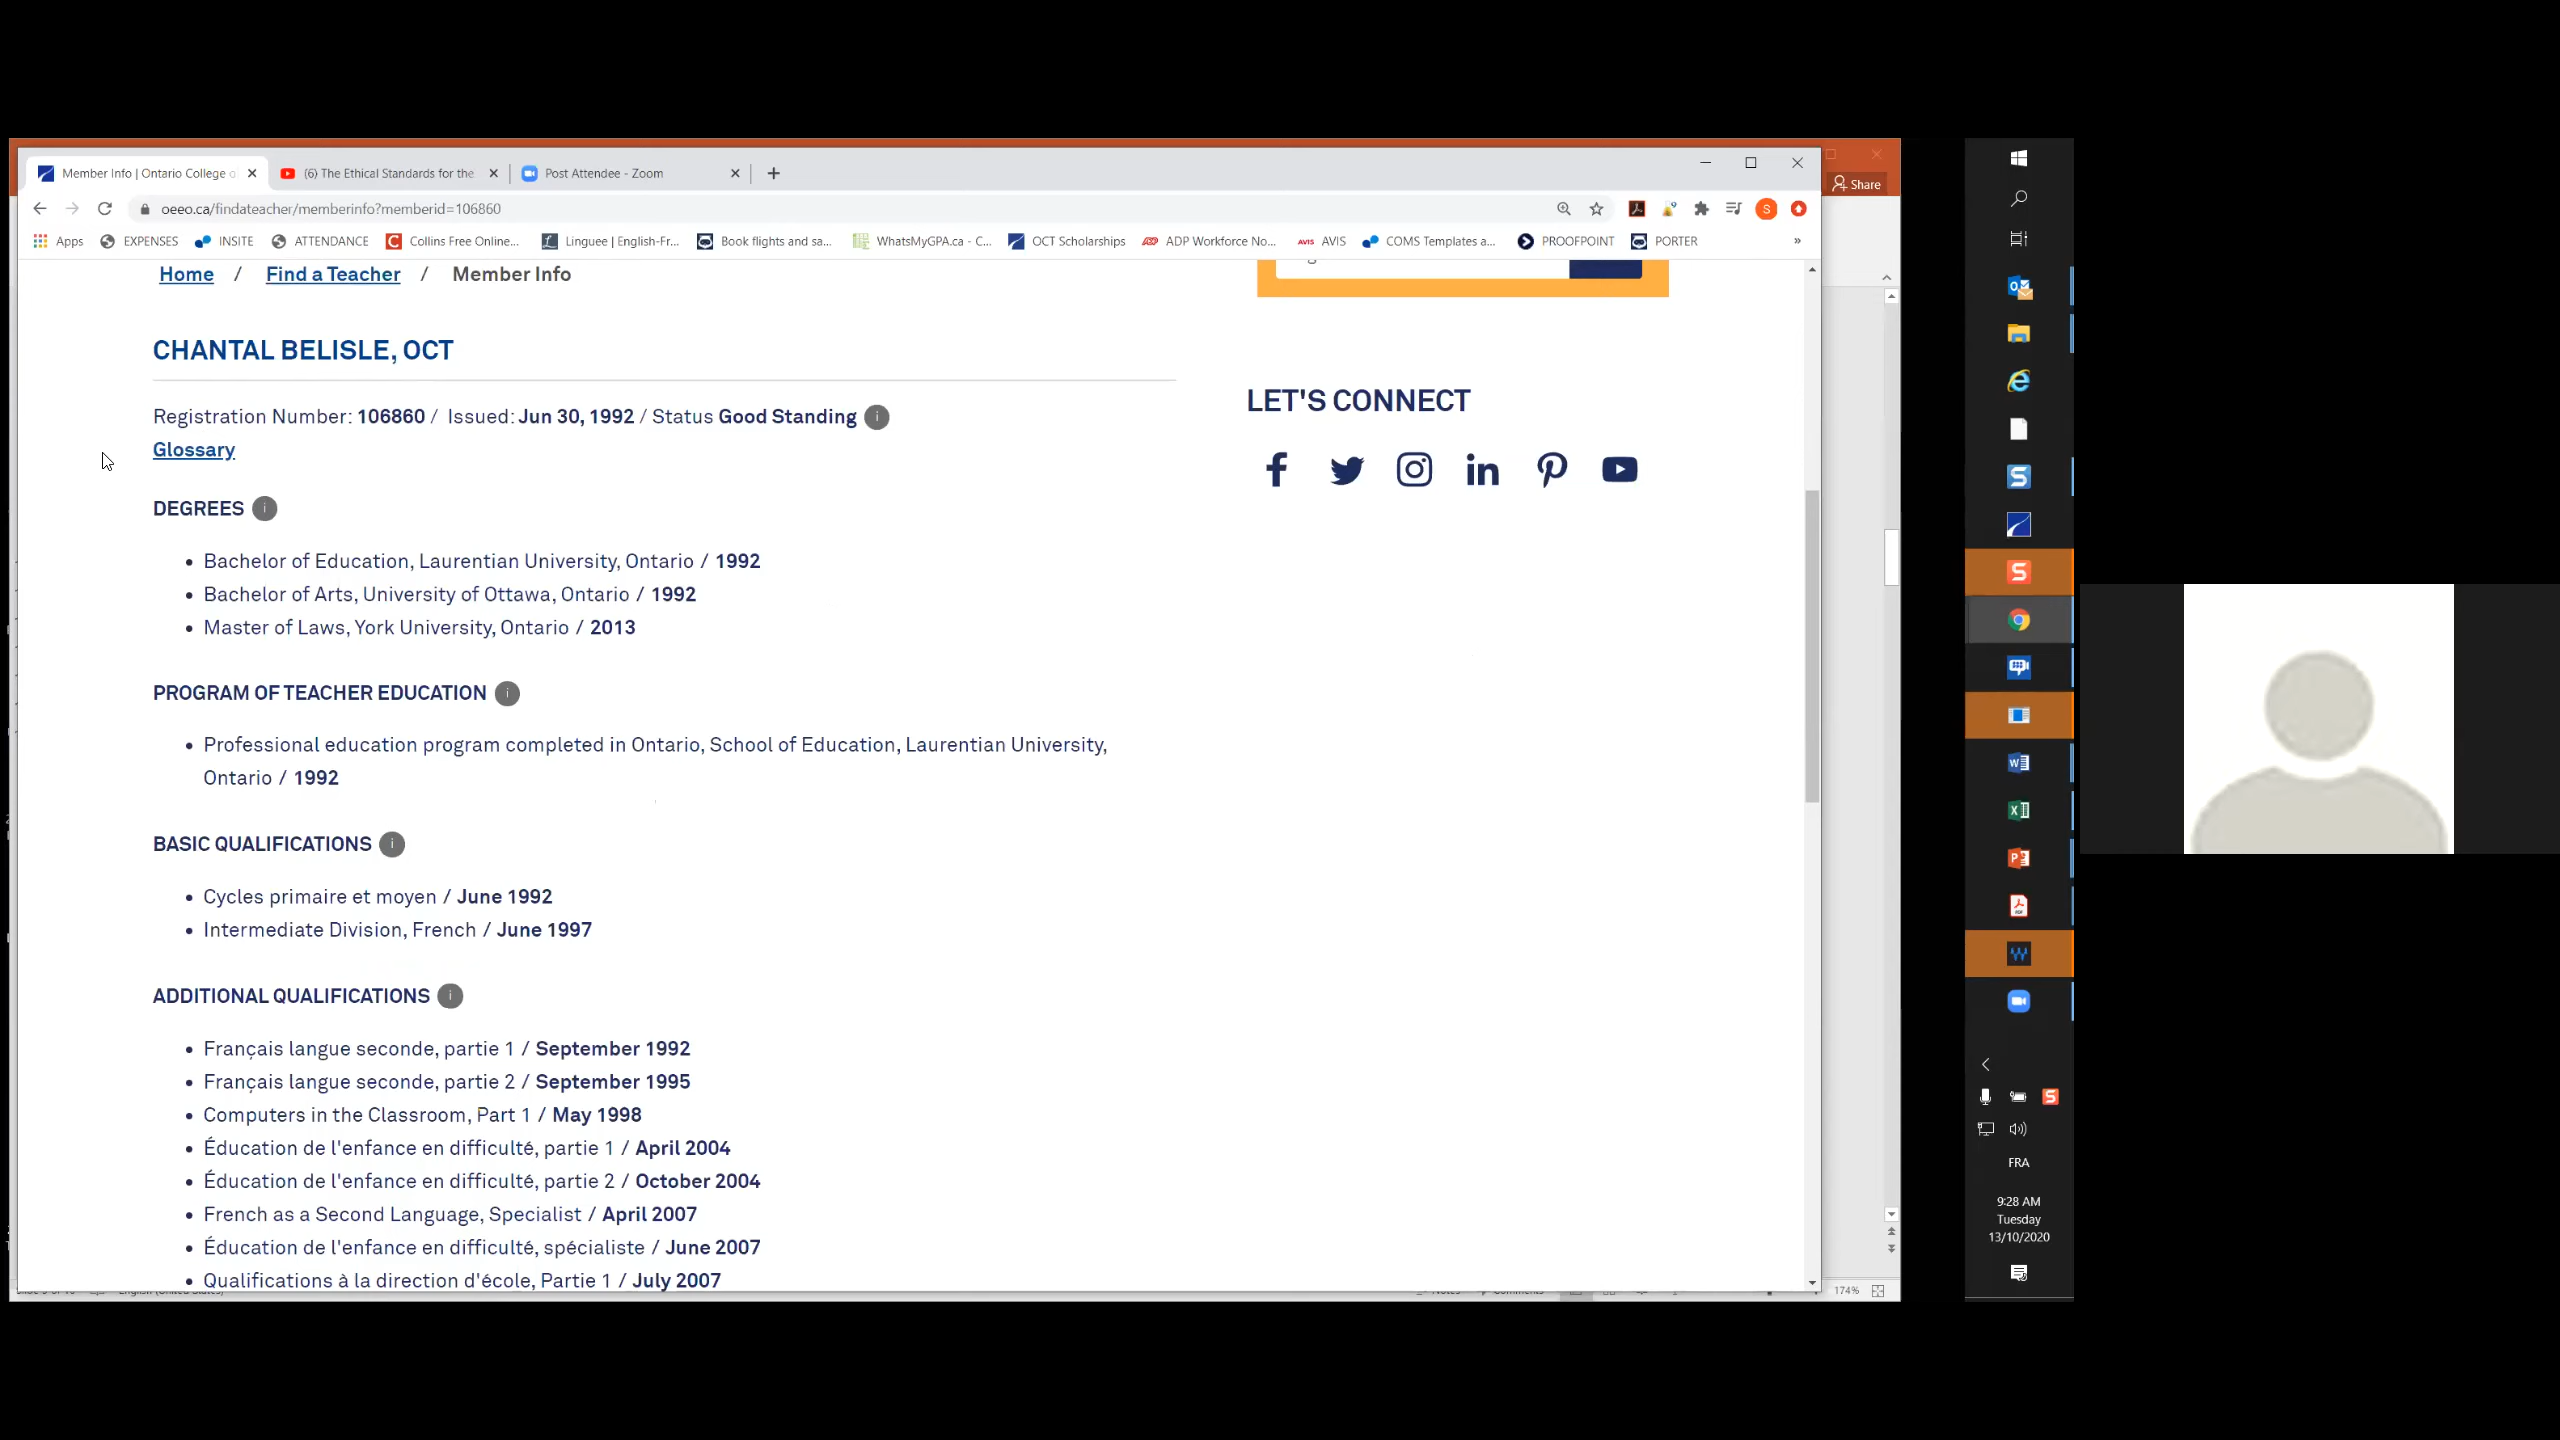 Member Info | Ontario College o
(6) The Ethical Standards for the
Post Attendee - Zoom
Share
oeeo.ca/findateacher/memberinfo?memberid=106860
Apps EXPENSES INSITE ATTENDANCE Collins Free Online... Linguee | English-Fr... Book flights and sa... WhatsMyGPA.ca - C... OCT Scholarships ADP Workforce No... AVIS COMS Templates a... PROOFPOINT PORTER »
Home / Find a Teacher / Member Info
CHANTAL BELISLE, OCT
Registration Number: 106860 / Issued: Jun 30, 1992 / Status Good Standing i
Glossary
LET'S CONNECT
DEGREES i
• Bachelor of Education, Laurentian University, Ontario / 1992
• Bachelor of Arts, University of Ottawa, Ontario / 1992
• Master of Laws, York University, Ontario / 2013
PROGRAM OF TEACHER EDUCATION i
• Professional education program completed in Ontario, School of Education, Laurentian University,
Ontario / 1992
BASIC QUALIFICATIONS i
• Cycles primaire et moyen / June 1992
• Intermediate Division, French / June 1997
ADDITIONAL QUALIFICATIONS i
• Français langue seconde, partie 1 / September 1992
• Français langue seconde, partie 2 / September 1995
• Computers in the Classroom, Part 1 / May 1998
• Éducation de l'enfance en difficulté, partie 1 / April 2004
• Éducation de l'enfance en difficulté, partie 2 / October 2004
• French as a Second Language, Specialist / April 2007
• Éducation de l'enfance en difficulté, spécialiste / June 2007
• Qualifications à la direction d'école, Partie 1 / July 2007
174%
FRA
9:28 AM
Tuesday
13/10/2020